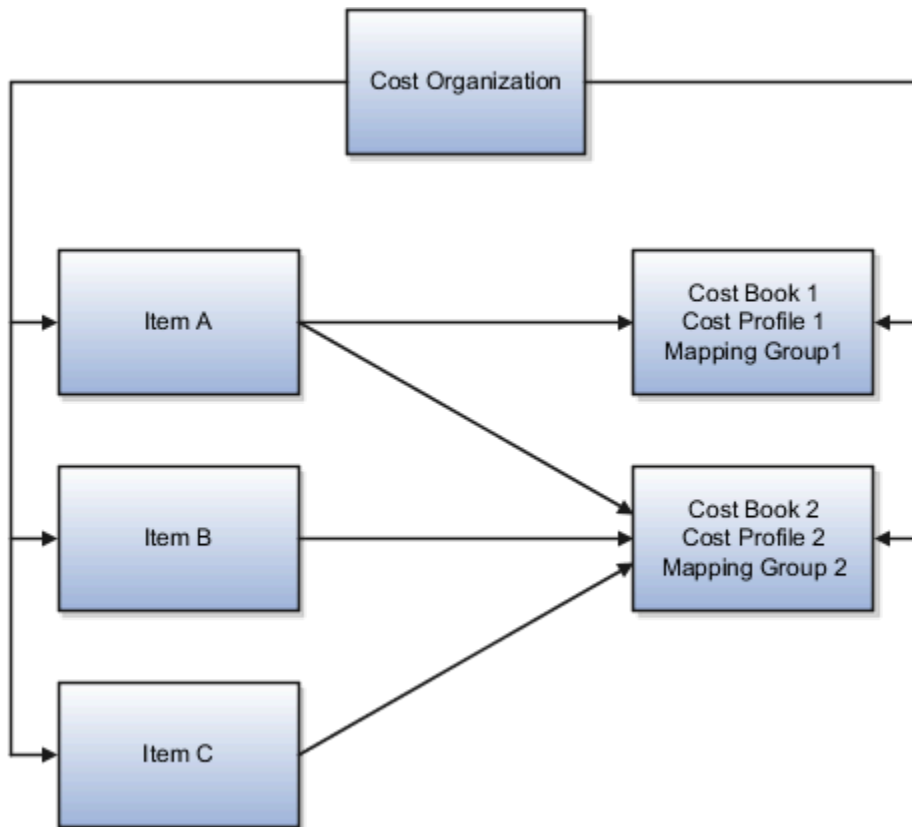 Cost Organization
Item A
Cost Book 1
Cost Profile 1
Mapping Group1
Item B
Cost Book 2
Cost Profile 2
Mapping Group 2
Item C